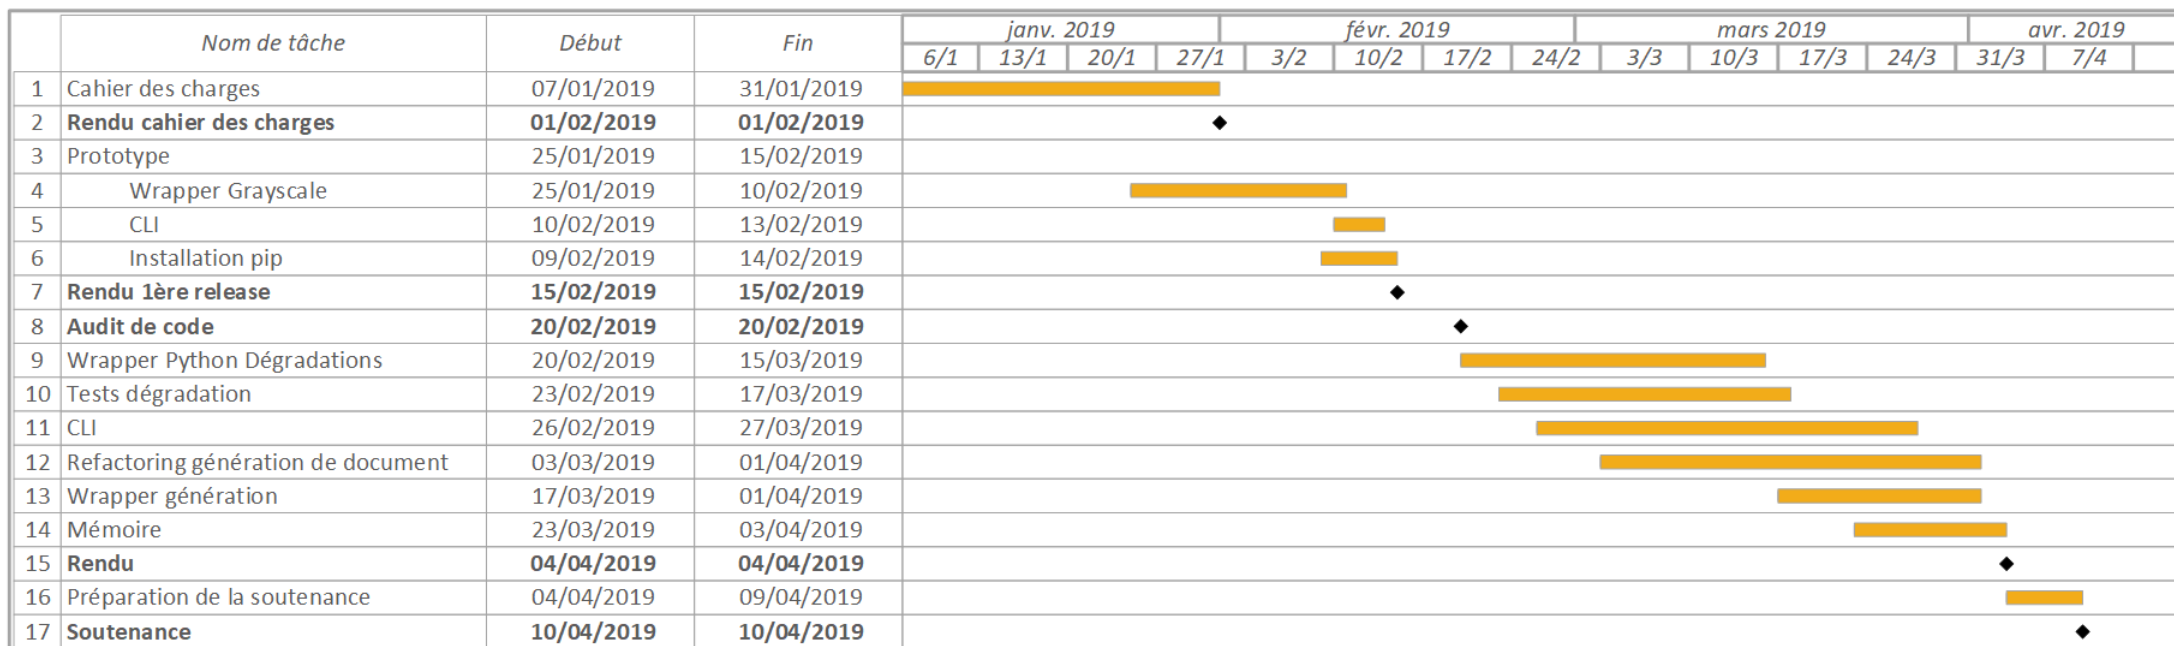 Nom de tâche Début Fin janv. 2019 févr. 2019 mars 2019 avr. 2019
6/1 13/1 20/1 27/1 3/2 10/2 17/2 24/2 3/3 10/3 17/3 24/3 31/3 7/4
1 Cahier des charges 07/01/2019 31/01/2019
2 Rendu cahier des charges 01/02/2019 01/02/2019
3 Prototype 25/01/2019 15/02/2019
4 Wrapper Grayscale 25/01/2019 10/02/2019
5 CLI 10/02/2019 13/02/2019
6 Installation pip 09/02/2019 14/02/2019
7 Rendu 1ère release 15/02/2019 15/02/2019
8 Audit de code 20/02/2019 20/02/2019
9 Wrapper Python Dégradations 20/02/2019 15/03/2019
10 Tests dégradation 23/02/2019 17/03/2019
11 CLI 26/02/2019 27/03/2019
12 Refactoring génération de document 03/03/2019 01/04/2019
13 Wrapper génération 17/03/2019 01/04/2019
14 Mémoire 23/03/2019 03/04/2019
15 Rendu 04/04/2019 04/04/2019
16 Préparation de la soutenance 04/04/2019 09/04/2019
17 Soutenance 10/04/2019 10/04/2019